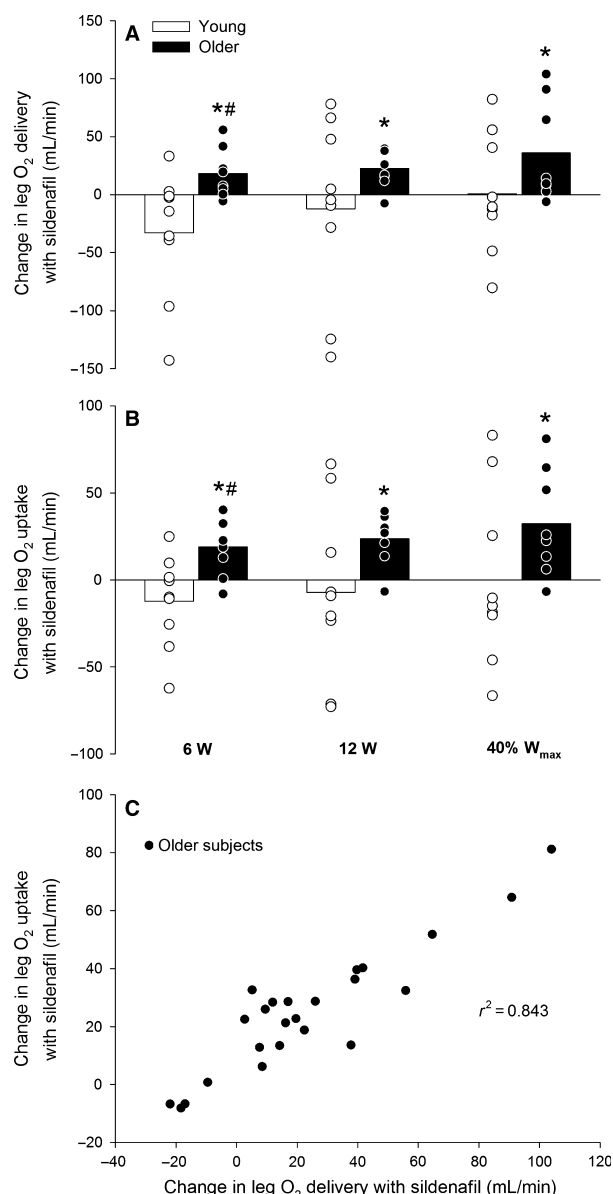 A
Young
Older
Change in leg O₂ delivery
with sildenafil (mL/min)
150
100
50
0
−50
−100
−150
*#
*
*
B
Change in leg O₂ uptake
with sildenafil (mL/min)
100
50
0
−50
−100
*#
*
*
6 W
12 W
40% Wmax
C
Older subjects
Change in leg O₂ uptake
with sildenafil (mL/min)
100
80
60
40
20
0
−20
r² = 0.843
−40
−20
0
20
40
60
80
100
120
Change in leg O₂ delivery with sildenafil (mL/min)